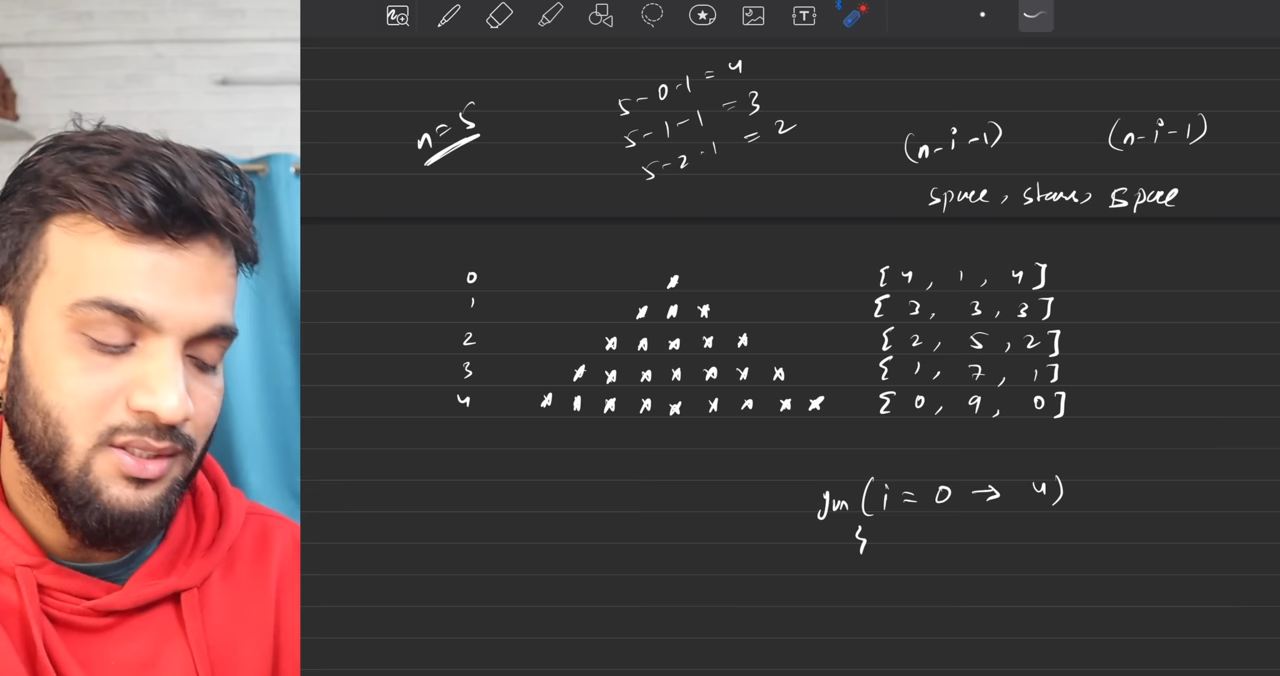 n = 5
5 - 0 - 1 = 4
5 - 1 - 1 = 3
5 - 2 - 1 = 2
(n-i-1) (n-i-1)
space, stars, space
0 * [4, 1, 4]
1 * * * [3, 3, 3]
2 * * * * * [2, 5, 2]
3 * * * * * * * [1, 7, 1]
4 * * * * * * * * * [0, 9, 0]
(i = 0 → 4)
{